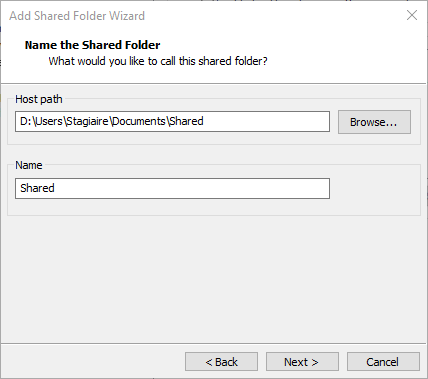 Add Shared Folder Wizard
Name the Shared Folder
What would you like to call this shared folder?
Host path
D:\Users\Stagiaire\Documents\Shared
Browse...
Name
Shared
< Back
Next >
Cancel